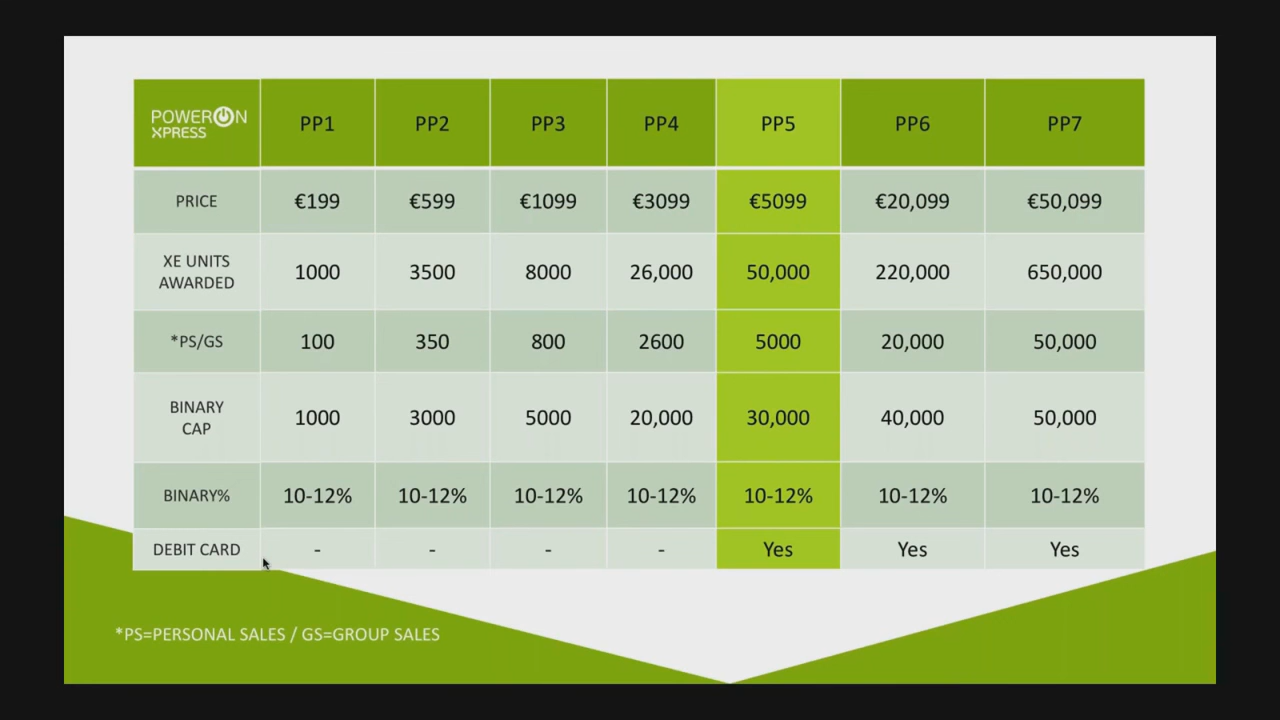 POWERON XPRESS PP1 PP2 PP3 PP4 PP5 PP6 PP7
PRICE €199 €599 €1099 €3099 €5099 €20,099 €50,099
XE UNITS AWARDED 1000 3500 8000 26,000 50,000 220,000 650,000
*PS/GS 100 350 800 2600 5000 20,000 50,000
BINARY CAP 1000 3000 5000 20,000 30,000 40,000 50,000
BINARY% 10-12% 10-12% 10-12% 10-12% 10-12% 10-12% 10-12%
DEBIT CARD - - - - Yes Yes Yes
*PS=PERSONAL SALES / GS=GROUP SALES